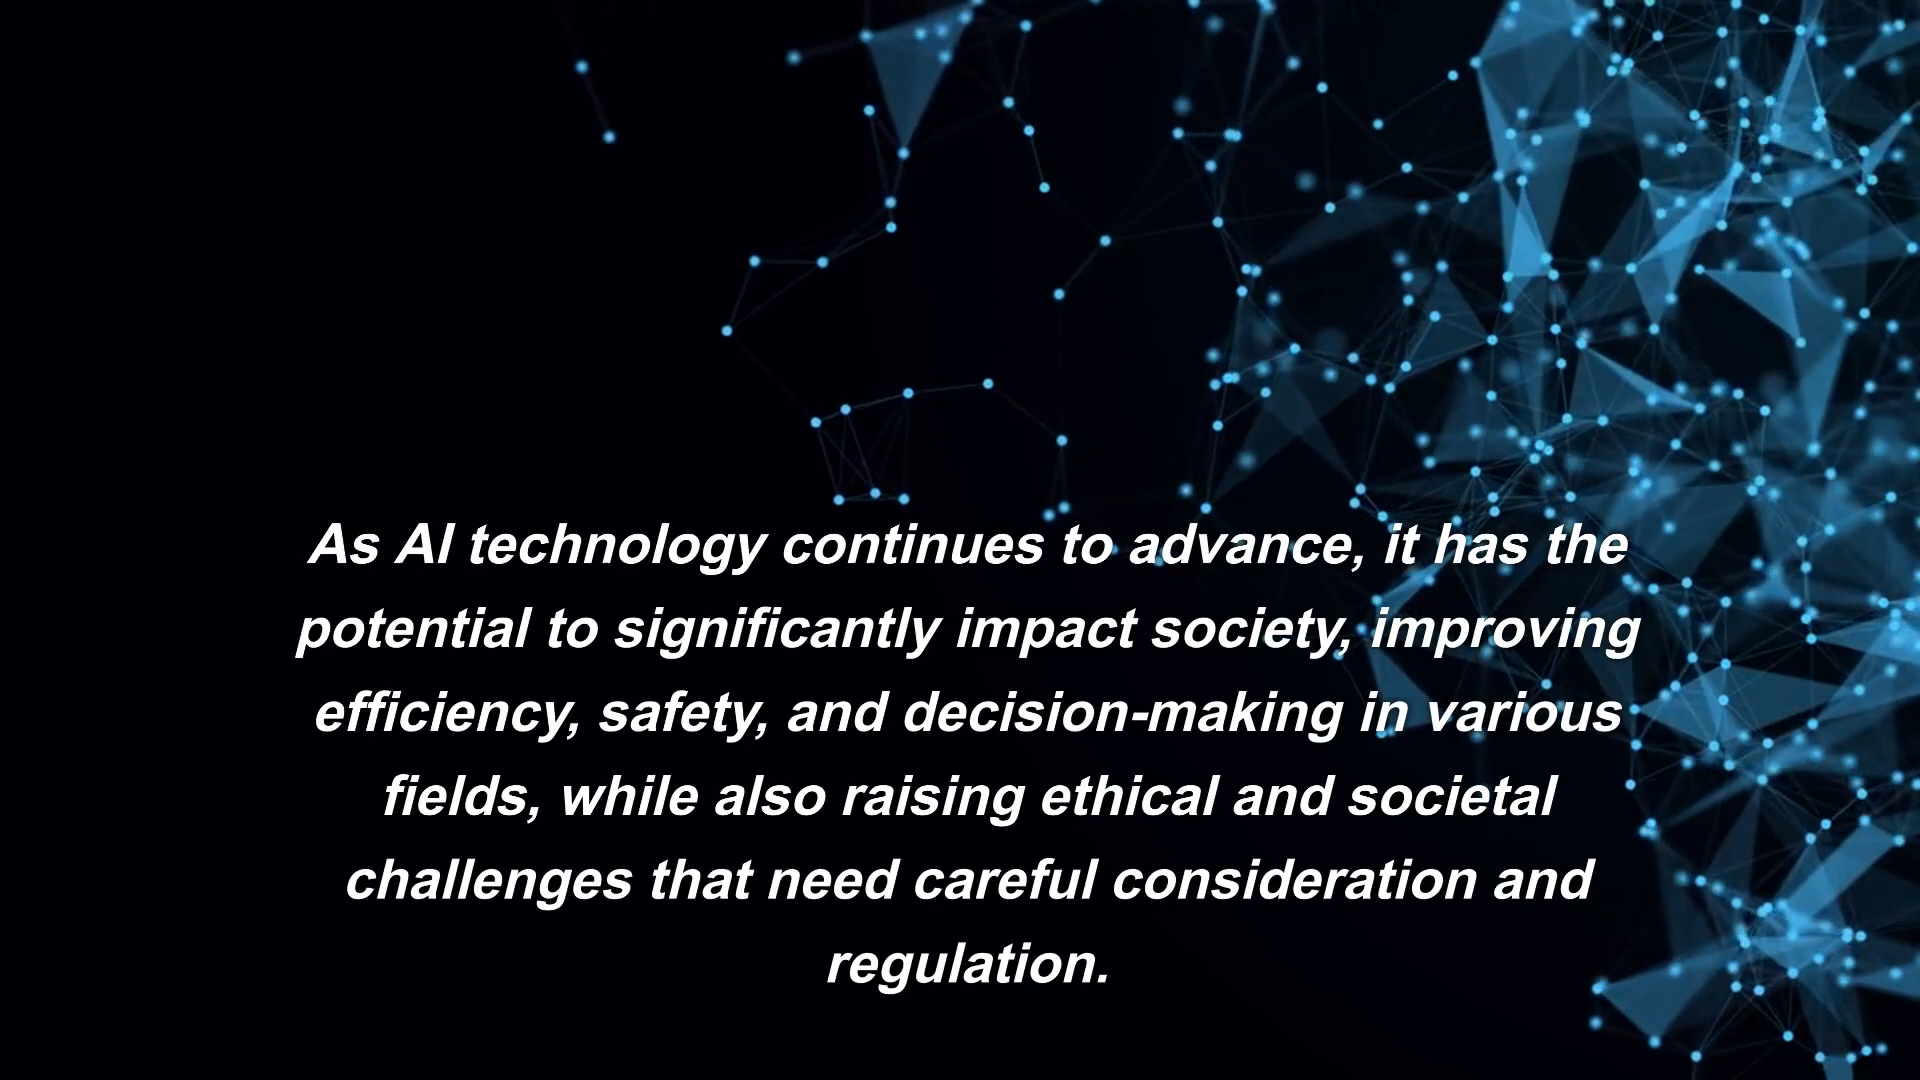 As AI technology continues to advance, it has the
potential to significantly impact society, improving
efficiency, safety, and decision-making in various
fields, while also raising ethical and societal
challenges that need careful consideration and
regulation.